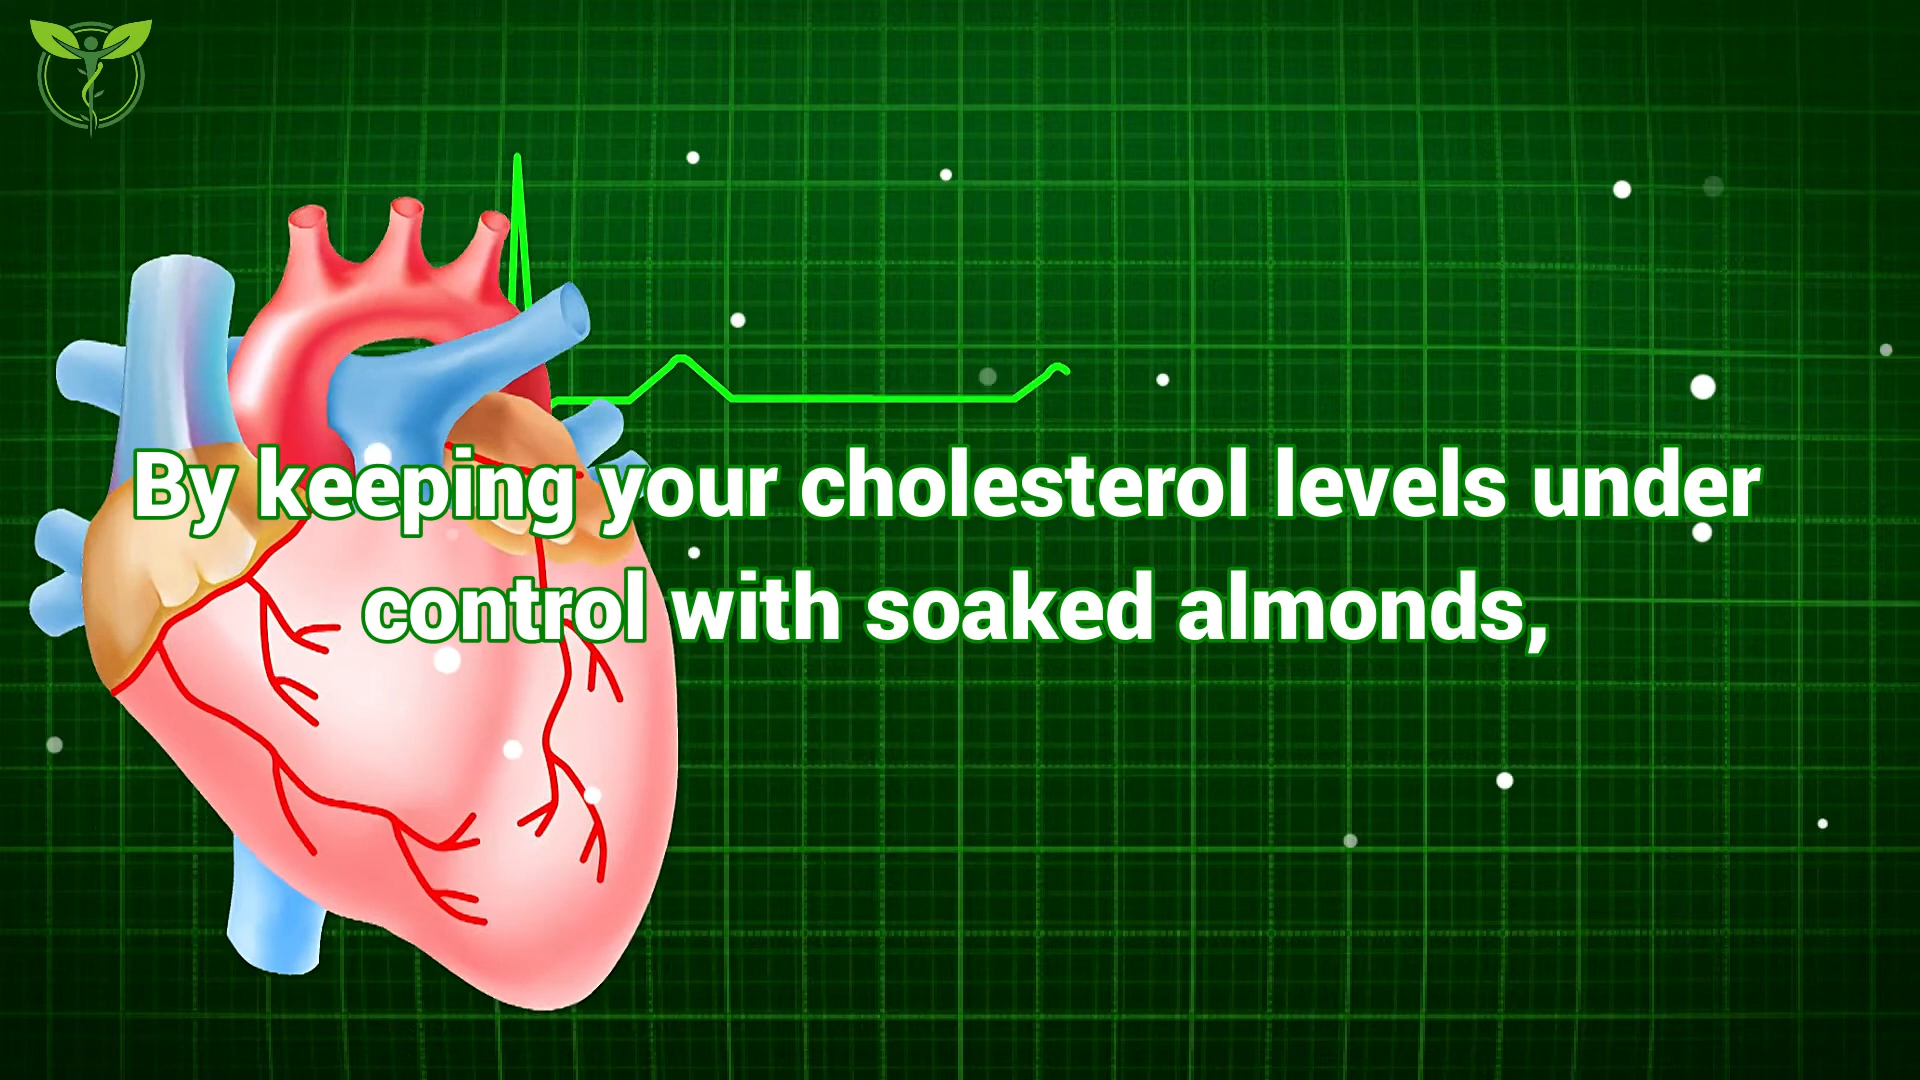 By keeping your cholesterol levels under
control with soaked almonds,